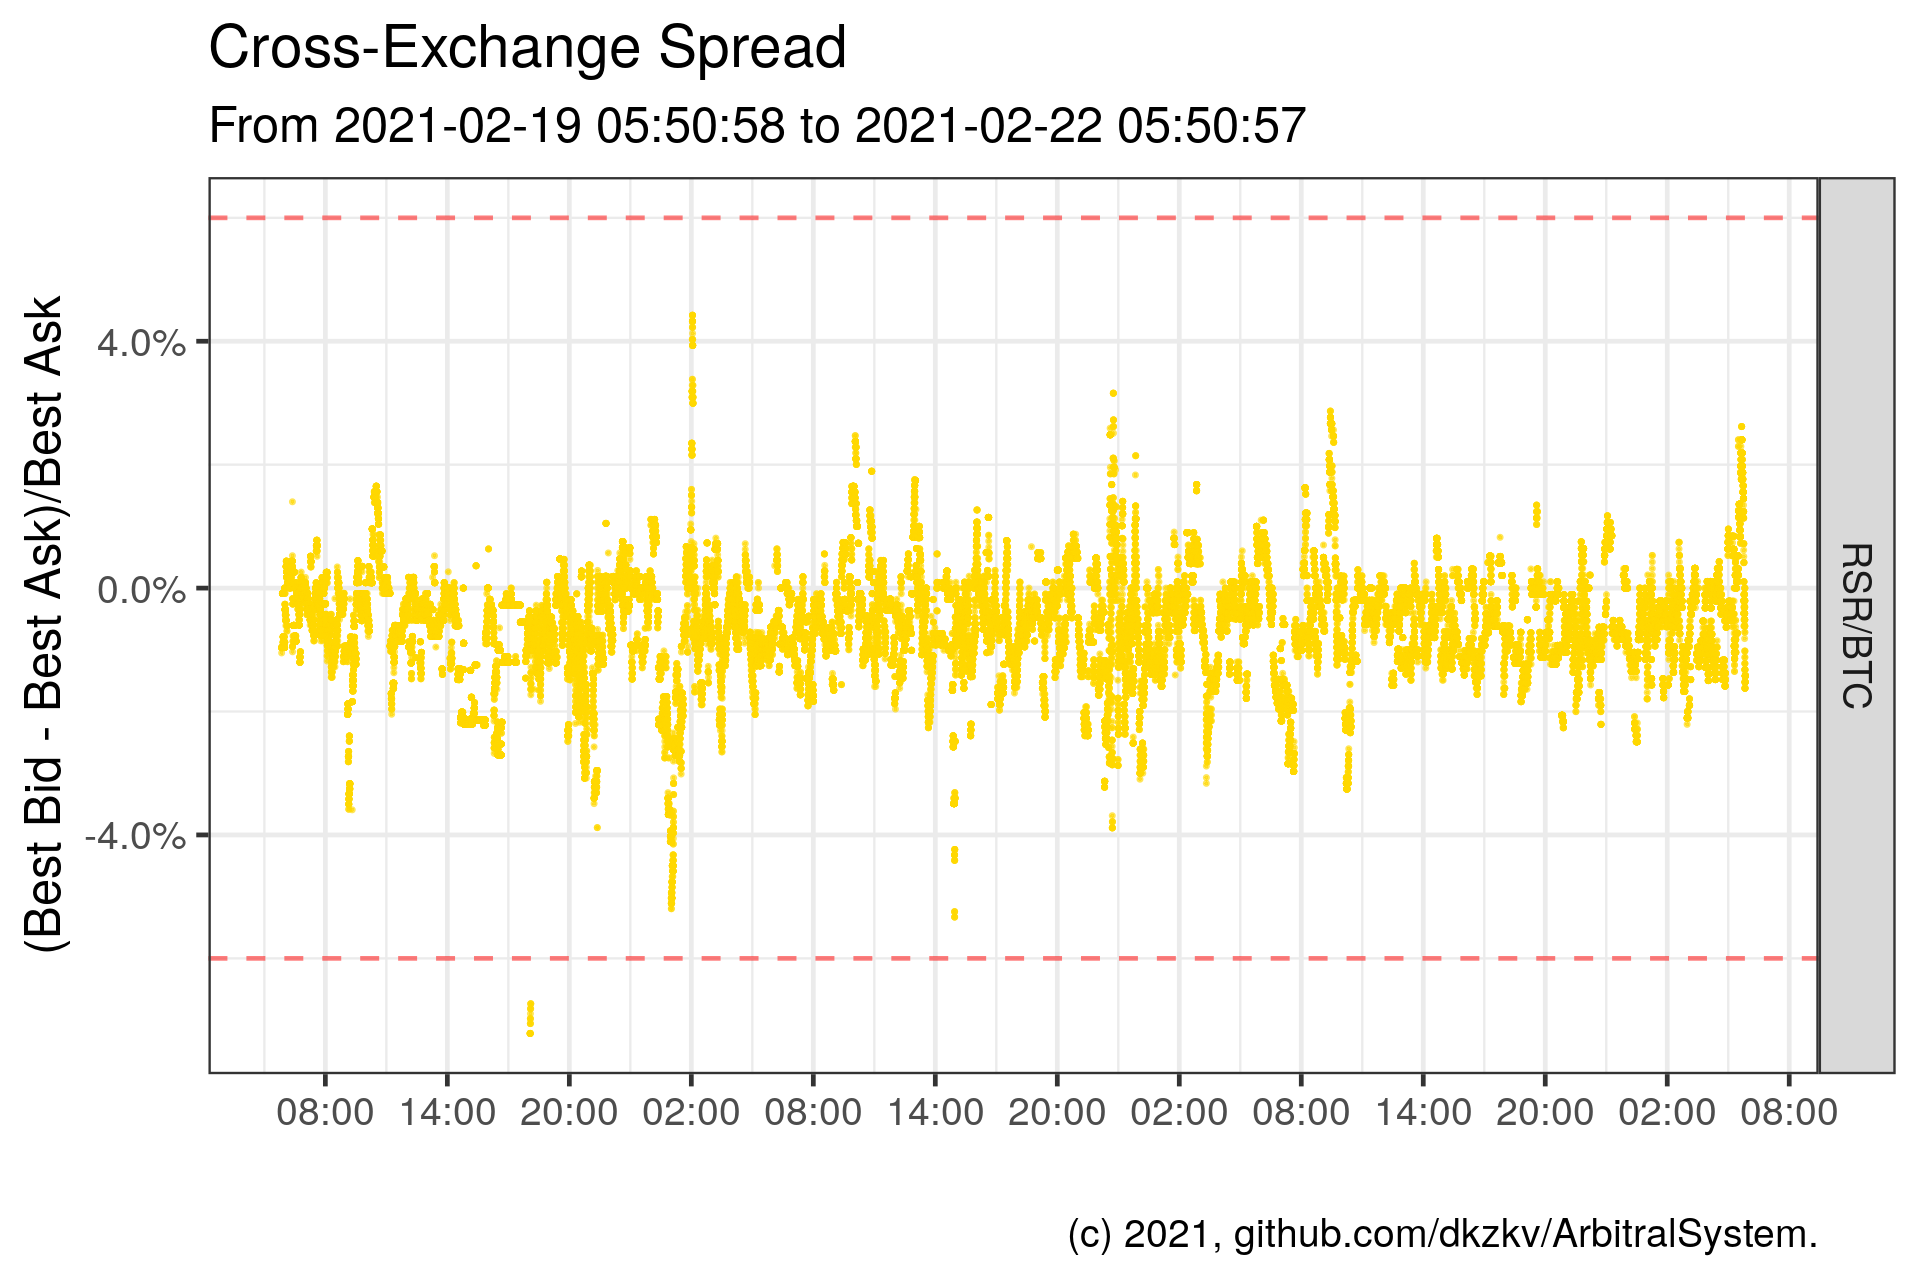 Cross-Exchange Spread
From 2021-02-19 05:50:58 to 2021-02-22 05:50:57
(Best Bid - Best Ask)/Best Ask
4.0%
0.0%
-4.0%
RSR/BTC
08:00 14:00 20:00 02:00 08:00 14:00 20:00 02:00 08:00 14:00 20:00 02:00 08:00
(c) 2021, github.com/dkzkv/ArbitralSystem.